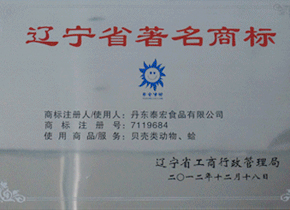 辽宁省著名商标
商标注册人/使用人：丹东泰宏食品有限公司
商 标 注 册 号：7119684
使 用 商品/服 务：贝壳类动物、蛤
辽宁省工商行政管理局
二〇一二年十二月十八日